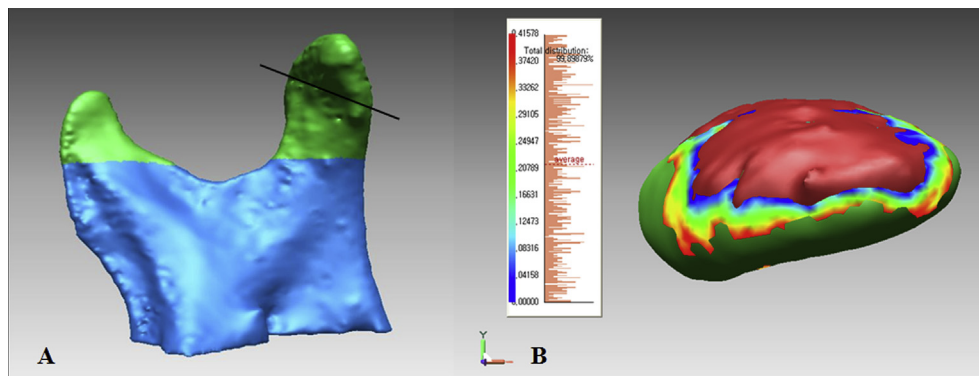 0.41578
Total distribution:
99.89879%
.37420
.33262
.29105
.24947
.20789
average
.16631
.12473
.08316
.04158
0.00000
Y
A
B